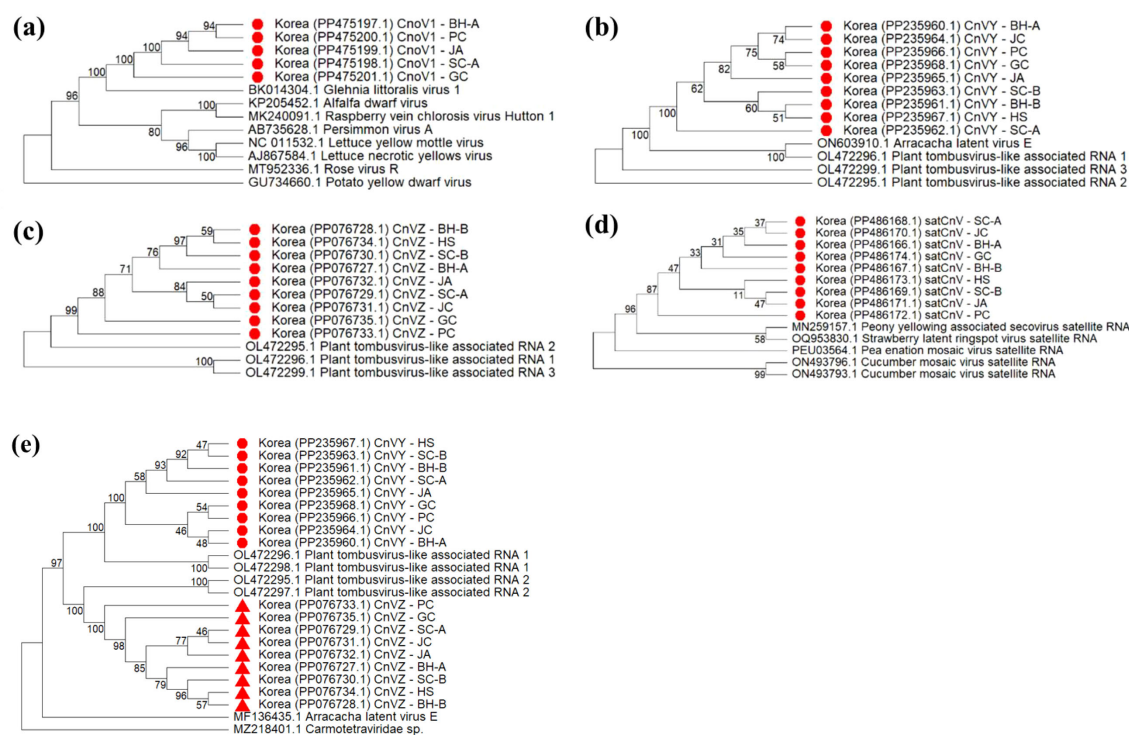 (a)
Korea (PP475197.1) CnoV1 - BH-A
Korea (PP475200.1) CnoV1 - PC
Korea (PP475199.1) CnoV1 - JA
Korea (PP475198.1) CnoV1 - SC-A
Korea (PP475201.1) CnoV1 - GC
BK014304.1 Glehnia littoralis virus 1
KP205452.1 Alfalfa dwarf virus
MK240091.1 Raspberry vein chlorosis virus Hutton 1
AB735628.1 Persimmon virus A
NC 011532.1 Lettuce yellow mottle virus
AJ867584.1 Lettuce necrotic yellows virus
MT952336.1 Rose virus R
GU734660.1 Potato yellow dwarf virus
94
94
100
100
100
96
100
80
96
100
(b)
Korea (PP235960.1) CnVY - BH-A
Korea (PP235964.1) CnVY - JC
Korea (PP235966.1) CnVY - PC
Korea (PP235968.1) CnVY - GC
Korea (PP235965.1) CnVY - JA
Korea (PP235963.1) CnVY - SC-B
Korea (PP235961.1) CnVY - BH-B
Korea (PP235967.1) CnVY - HS
Korea (PP235962.1) CnVY - SC-A
ON603910.1 Arracacha latent virus E
OL472296.1 Plant tombusvirus-like associated RNA 1
OL472299.1 Plant tombusvirus-like associated RNA 3
OL472295.1 Plant tombusvirus-like associated RNA 2
74
75
58
82
62
60
51
100
100
100
(c)
Korea (PP076728.1) CnVZ - BH-B
Korea (PP076734.1) CnVZ - HS
Korea (PP076730.1) CnVZ - SC-B
Korea (PP076727.1) CnVZ - BH-A
Korea (PP076732.1) CnVZ - JA
Korea (PP076729.1) CnVZ - SC-A
Korea (PP076731.1) CnVZ - JC
Korea (PP076735.1) CnVZ - GC
Korea (PP076733.1) CnVZ - PC
OL472295.1 Plant tombusvirus-like associated RNA 2
OL472296.1 Plant tombusvirus-like associated RNA 1
OL472299.1 Plant tombusvirus-like associated RNA 3
59
97
76
71
84
50
88
99
100
(d)
Korea (PP486168.1) satCnV - SC-A
Korea (PP486170.1) satCnV - JC
Korea (PP486166.1) satCnV - BH-A
Korea (PP486174.1) satCnV - GC
Korea (PP486167.1) satCnV - BH-B
Korea (PP486173.1) satCnV - HS
Korea (PP486169.1) satCnV - SC-B
Korea (PP486171.1) satCnV - JA
Korea (PP486172.1) satCnV - PC
MN259157.1 Peony yellowing associated secovirus satellite RNA
OQ953830.1 Strawberry latent ringspot virus satellite RNA
PEU03564.1 Pea enation mosaic virus satellite RNA
ON493796.1 Cucumber mosaic virus satellite RNA
ON493793.1 Cucumber mosaic virus satellite RNA
37
35
31
33
47
87
11
47
96
58
99
(e)
Korea (PP235967.1) CnVY - HS
Korea (PP235963.1) CnVY - SC-B
Korea (PP235961.1) CnVY - BH-B
Korea (PP235962.1) CnVY - SC-A
Korea (PP235965.1) CnVY - JA
Korea (PP235968.1) CnVY - GC
Korea (PP235966.1) CnVY - PC
Korea (PP235964.1) CnVY - JC
Korea (PP235960.1) CnVY - BH-A
OL472296.1 Plant tombusvirus-like associated RNA 1
OL472298.1 Plant tombusvirus-like associated RNA 1
OL472295.1 Plant tombusvirus-like associated RNA 2
OL472297.1 Plant tombusvirus-like associated RNA 2
Korea (PP076733.1) CnVZ - PC
Korea (PP076735.1) CnVZ - GC
Korea (PP076729.1) CnVZ - SC-A
Korea (PP076731.1) CnVZ - JC
Korea (PP076732.1) CnVZ - JA
Korea (PP076727.1) CnVZ - BH-A
Korea (PP076730.1) CnVZ - SC-B
Korea (PP076734.1) CnVZ - HS
Korea (PP076728.1) CnVZ - BH-B
MF136435.1 Arracacha latent virus E
MZ218401.1 Carmotetraviridae sp.
47
92
93
58
100
54
46
48
100
100
97
100
100
100
98
46
77
85
79
96
57